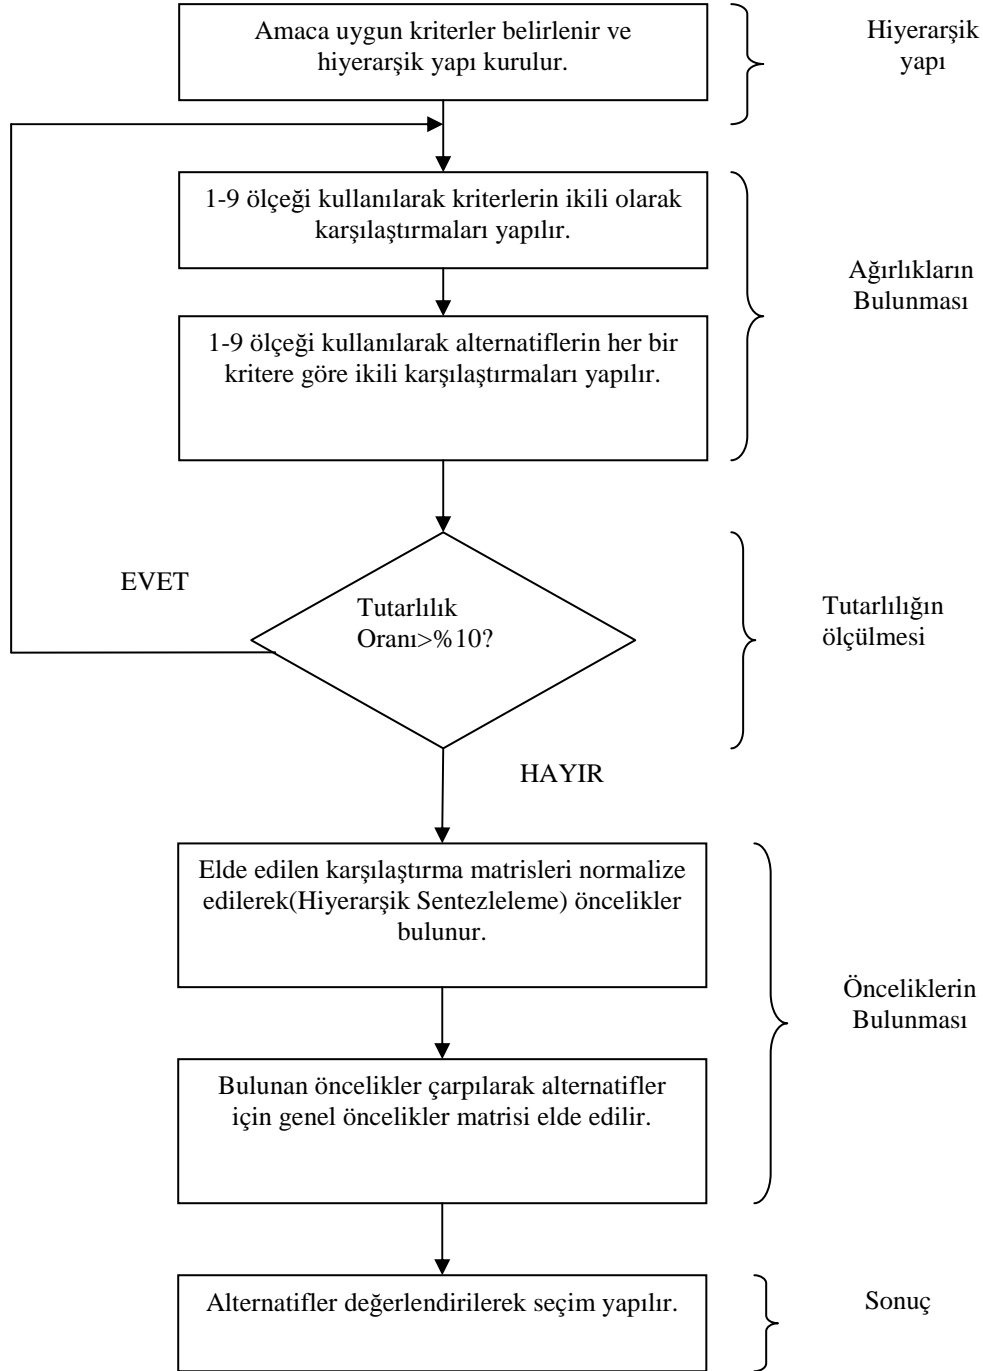 Amaca uygun kriterler belirlenir ve
hiyerarşik yapı kurulur.
Hiyerarşik
yapı
1-9 ölçeği kullanılarak kriterlerin ikili olarak
karşılaştırmaları yapılır.
1-9 ölçeği kullanılarak alternatiflerin her bir
kritere göre ikili karşılaştırmaları yapılır.
Ağırlıkların
Bulunması
EVET
Tutarlılık
Oranı>%10?
Tutarlılığın
ölçülmesi
HAYIR
Elde edilen karşılaştırma matrisleri normalize
edilerek(Hiyerarşik Sentezleleme) öncelikler
bulunur.
Bulunan öncelikler çarpılarak alternatifler
için genel öncelikler matrisi elde edilir.
Önceliklerin
Bulunması
Alternatifler değerlendirilerek seçim yapılır.
Sonuç